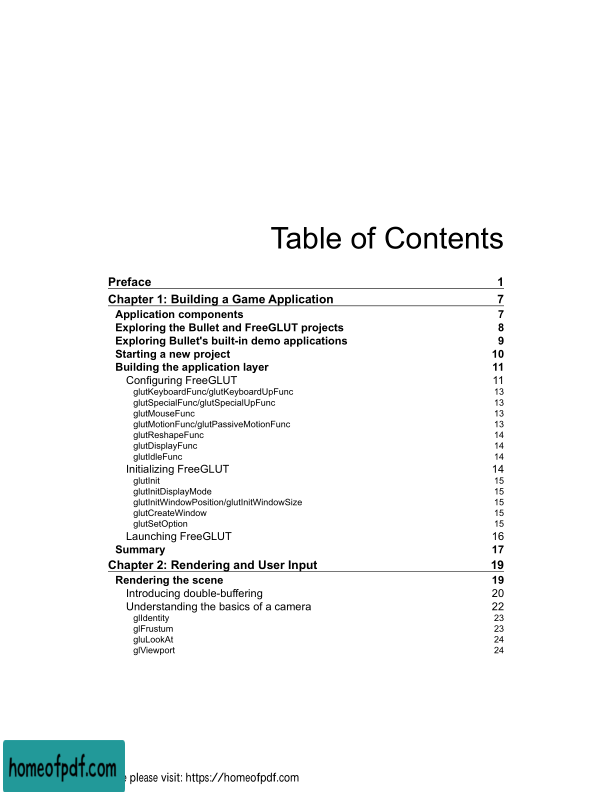 Table of Contents
Preface 1
Chapter 1: Building a Game Application 7
Application components 7
Exploring the Bullet and FreeGLUT projects 8
Exploring Bullet's built-in demo applications 9
Starting a new project 10
Building the application layer 11
Configuring FreeGLUT 11
glutKeyboardFunc/glutKeyboardUpFunc 13
glutSpecialFunc/glutSpecialUpFunc 13
glutMouseFunc 13
glutMotionFunc/glutPassiveMotionFunc 13
glutReshapeFunc 14
glutDisplayFunc 14
glutIdleFunc 14
Initializing FreeGLUT 14
glutInit 15
glutInitDisplayMode 15
glutInitWindowPosition/glutInitWindowSize 15
glutCreateWindow 15
glutSetOption 15
Launching FreeGLUT 16
Summary 17
Chapter 2: Rendering and User Input 19
Rendering the scene 19
Introducing double-buffering 20
Understanding the basics of a camera 22
glIdentity 23
glFrustum 23
gluLookAt 24
glViewport 24
homeofpdf.com
please visit: https://homeofpdf.com